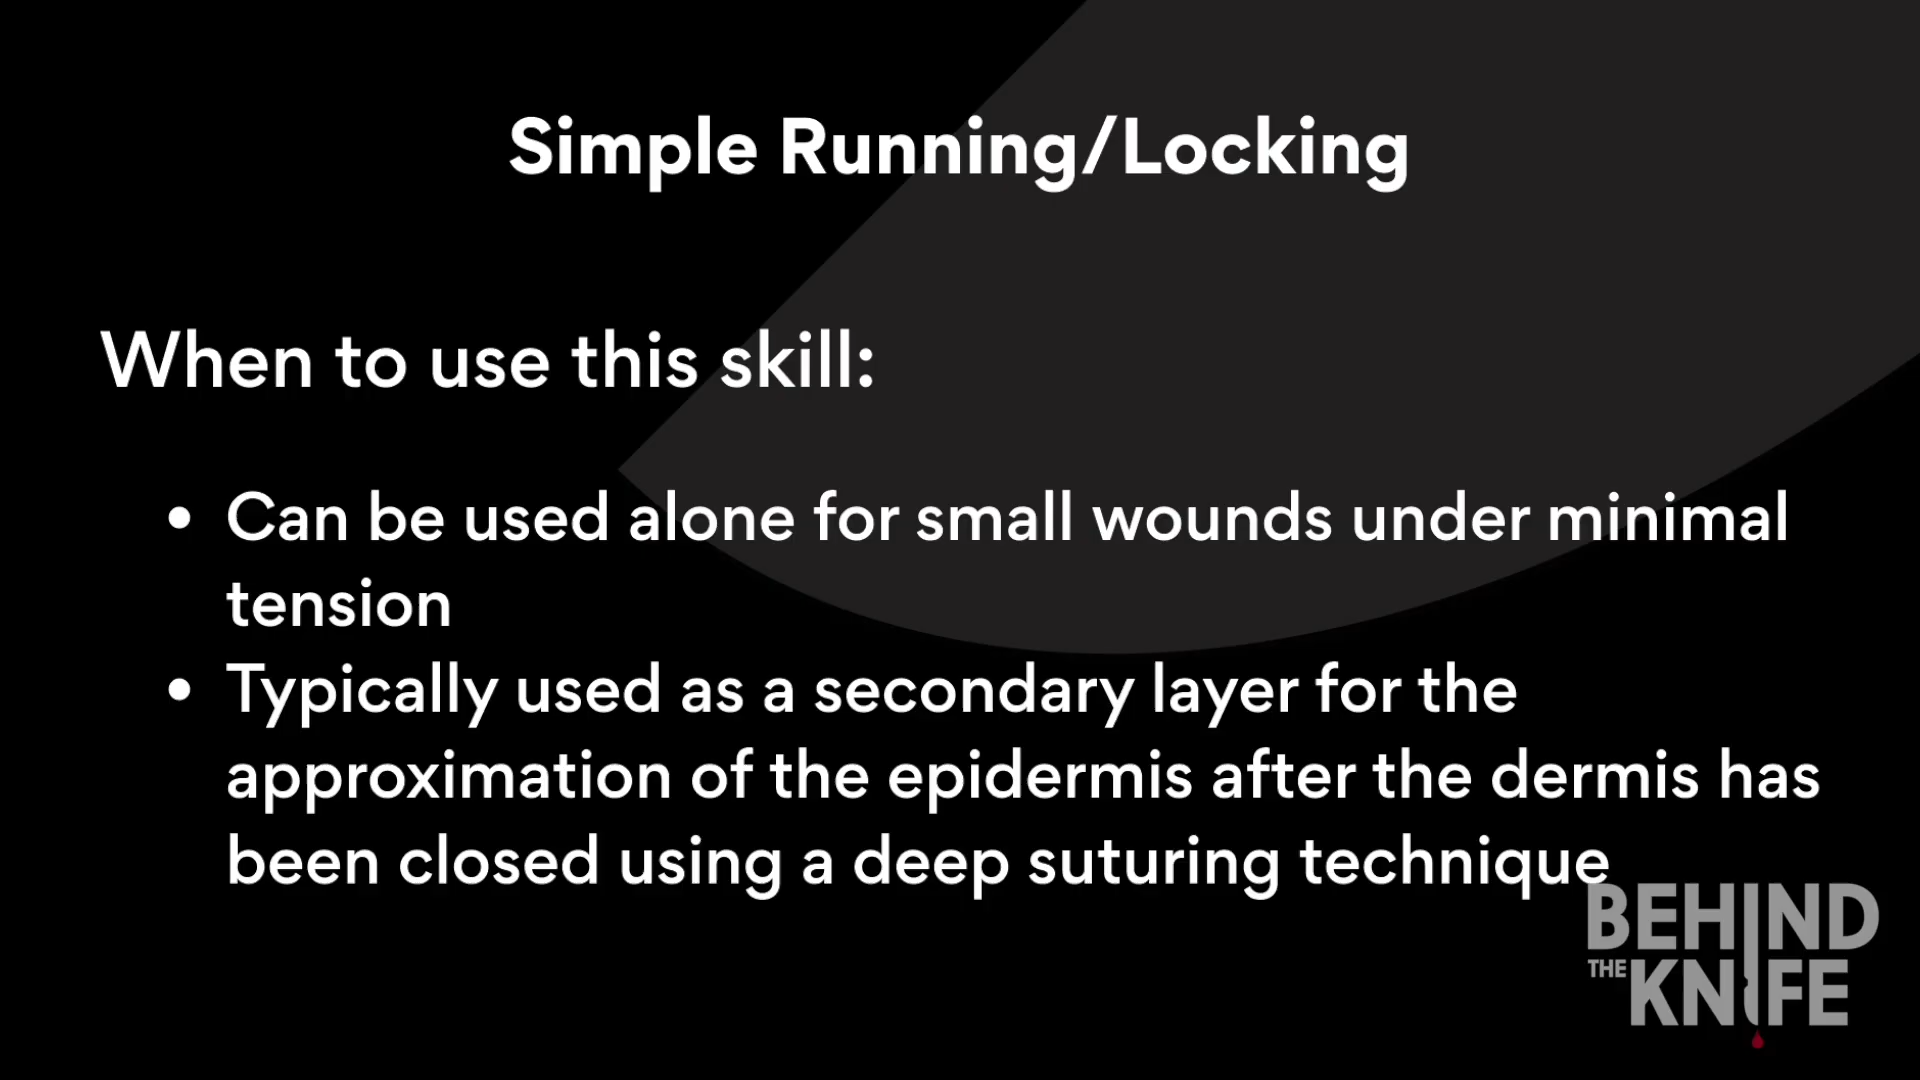 Simple Running/Locking
When to use this skill:
• Can be used alone for small wounds under minimal
tension
• Typically used as a secondary layer for the
approximation of the epidermis after the dermis has
been closed using a deep suturing technique
BEHIND
THE KNIFE